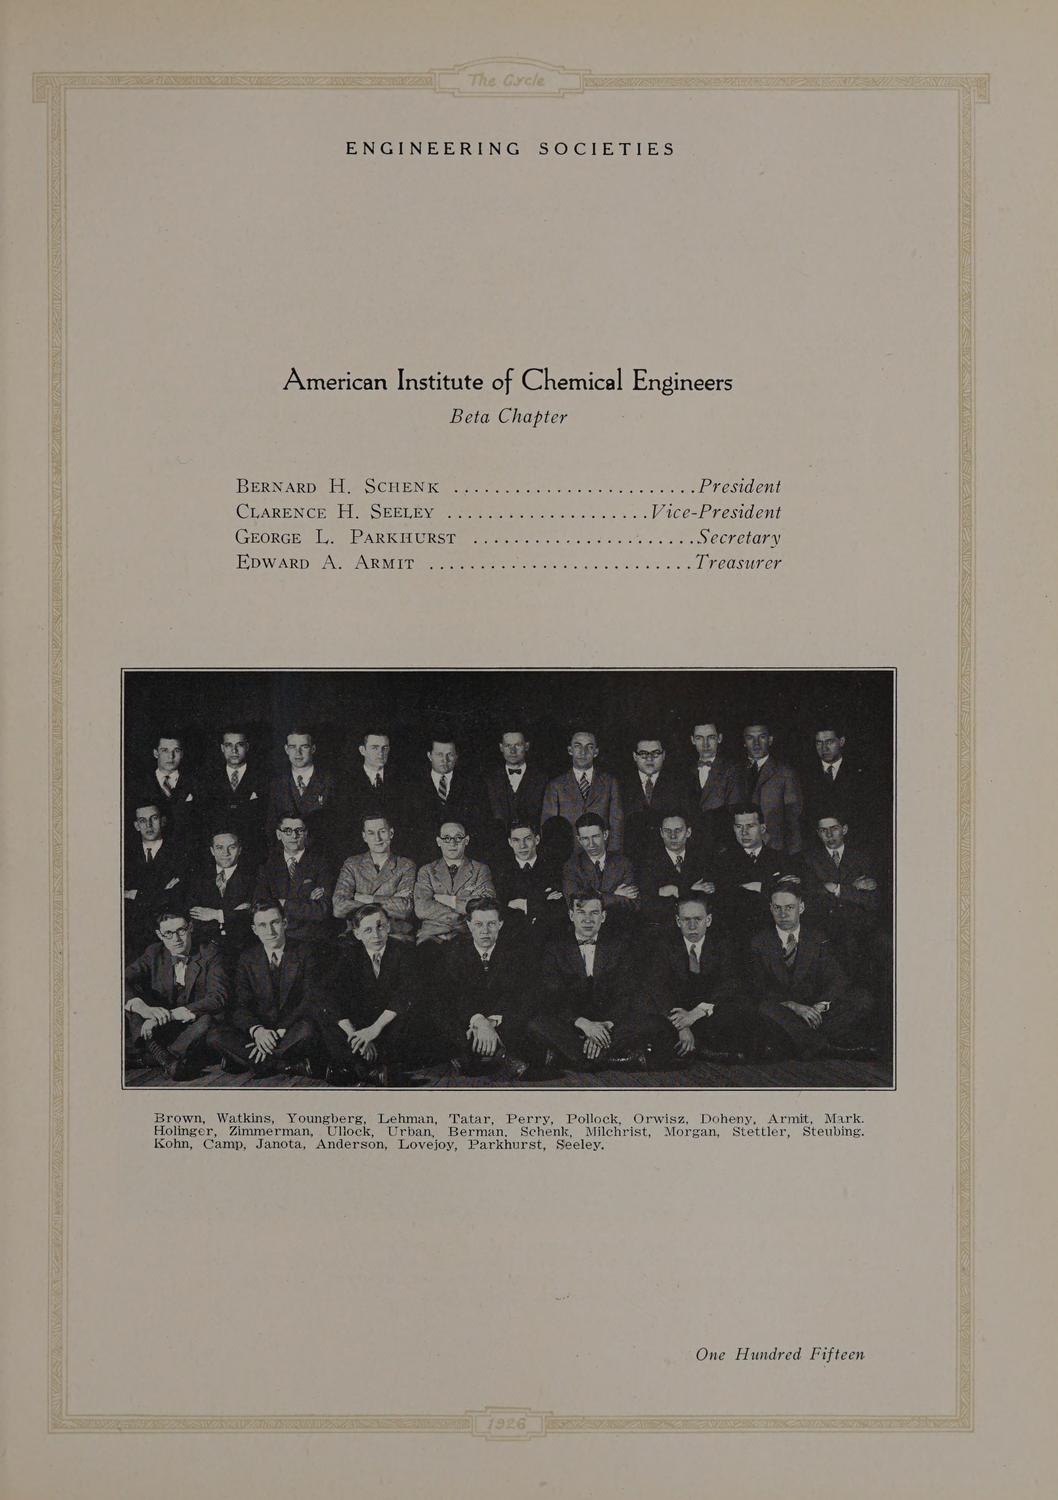 The Cycle
ENGINEERING SOCIETIES
American Institute of Chemical Engineers
Beta Chapter
BERNARD H. SCHENK ........................President
CLARENCE H. SEELEY ....................Vice-President
GEORGE L. PARKHURST ......................Secretary
EDWARD A. ARMIT ..........................Treasurer
Brown, Watkins, Youngberg, Lehman, Tatar, Perry, Pollock, Orwisz, Doheny, Armit, Mark.
Holinger, Zimmerman, Ullock, Urban, Berman, Schenk, Milchrist, Morgan, Stettler, Steubing.
Kohn, Camp, Janota, Anderson, Lovejoy, Parkhurst, Seeley.
One Hundred Fifteen
1926